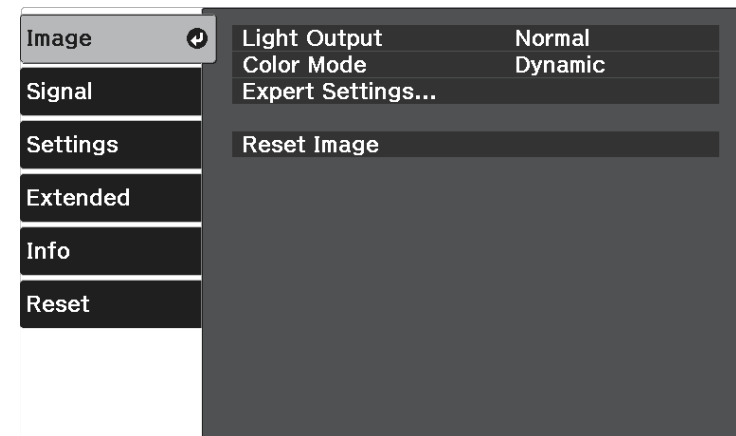 Image
Signal
Settings
Extended
Info
Reset
Light Output Normal
Color Mode Dynamic
Expert Settings...
Reset Image